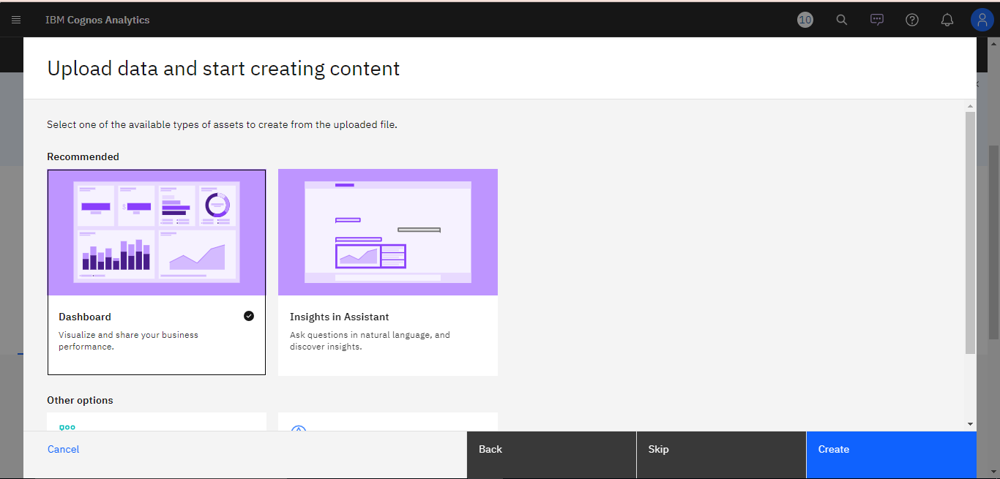 IBM Cognos Analytics
10
Upload data and start creating content
Select one of the available types of assets to create from the uploaded file.
Recommended
Dashboard
Visualize and share your business
performance.
Insights in Assistant
Ask questions in natural language, and
discover insights.
Other options
Cancel
Back
Skip
Create